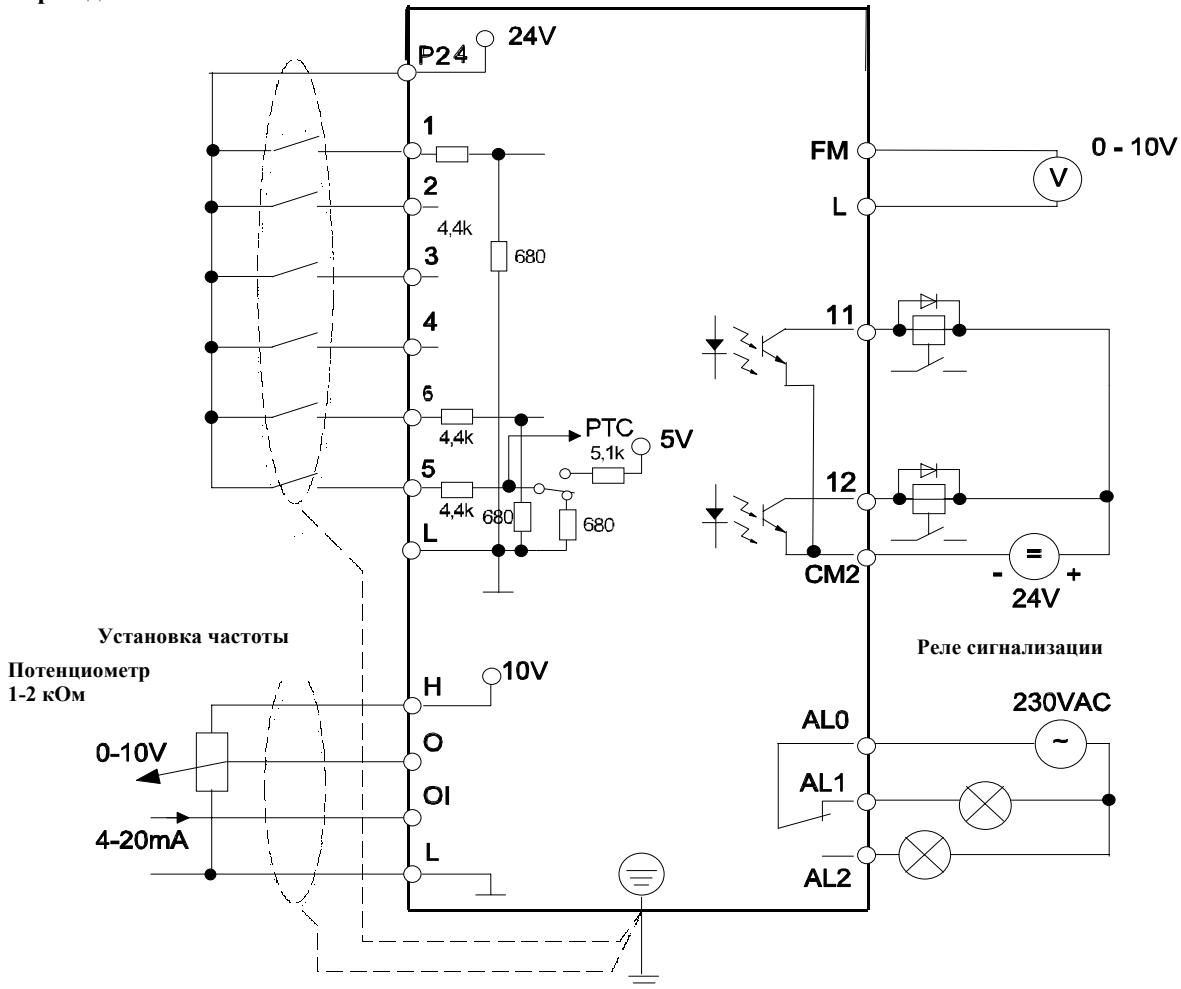 P24
24V
1
2
4,4k
680
3
4
6
4,4k
PTC
5,1k
5V
5
4,4k
680
680
L
FM
L
V
0 - 10V
11
12
CM2
=
- +
24V
Установка частоты
Потенциометр
1-2 кОм
H
10V
0-10V
O
OI
4-20mA
L
Реле сигнализации
230VAC
AL0
~
AL1
AL2